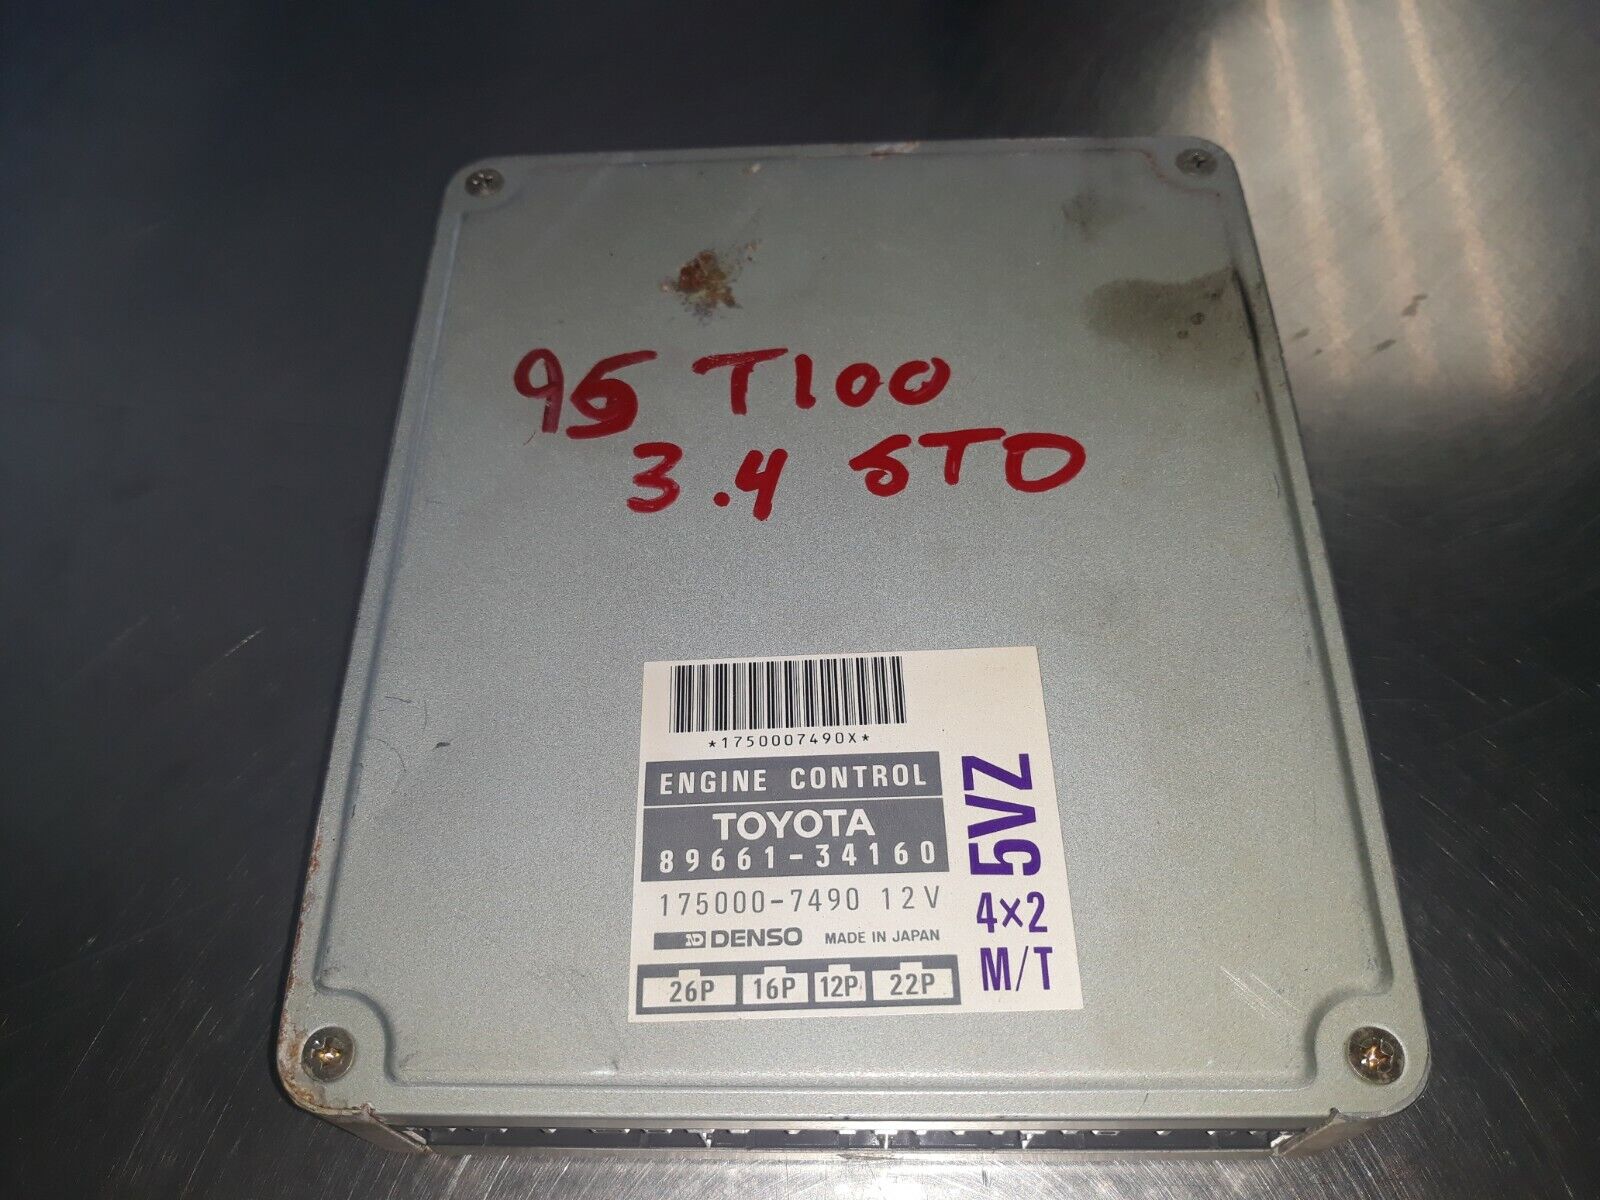 95 T100
3.4 STD
*1750007490X*
ENGINE CONTROL
TOYOTA
89661-34160
175000-7490 12V
DENSO MADE IN JAPAN
26P 16P 12P 22P
5VZ
4×2
M/T